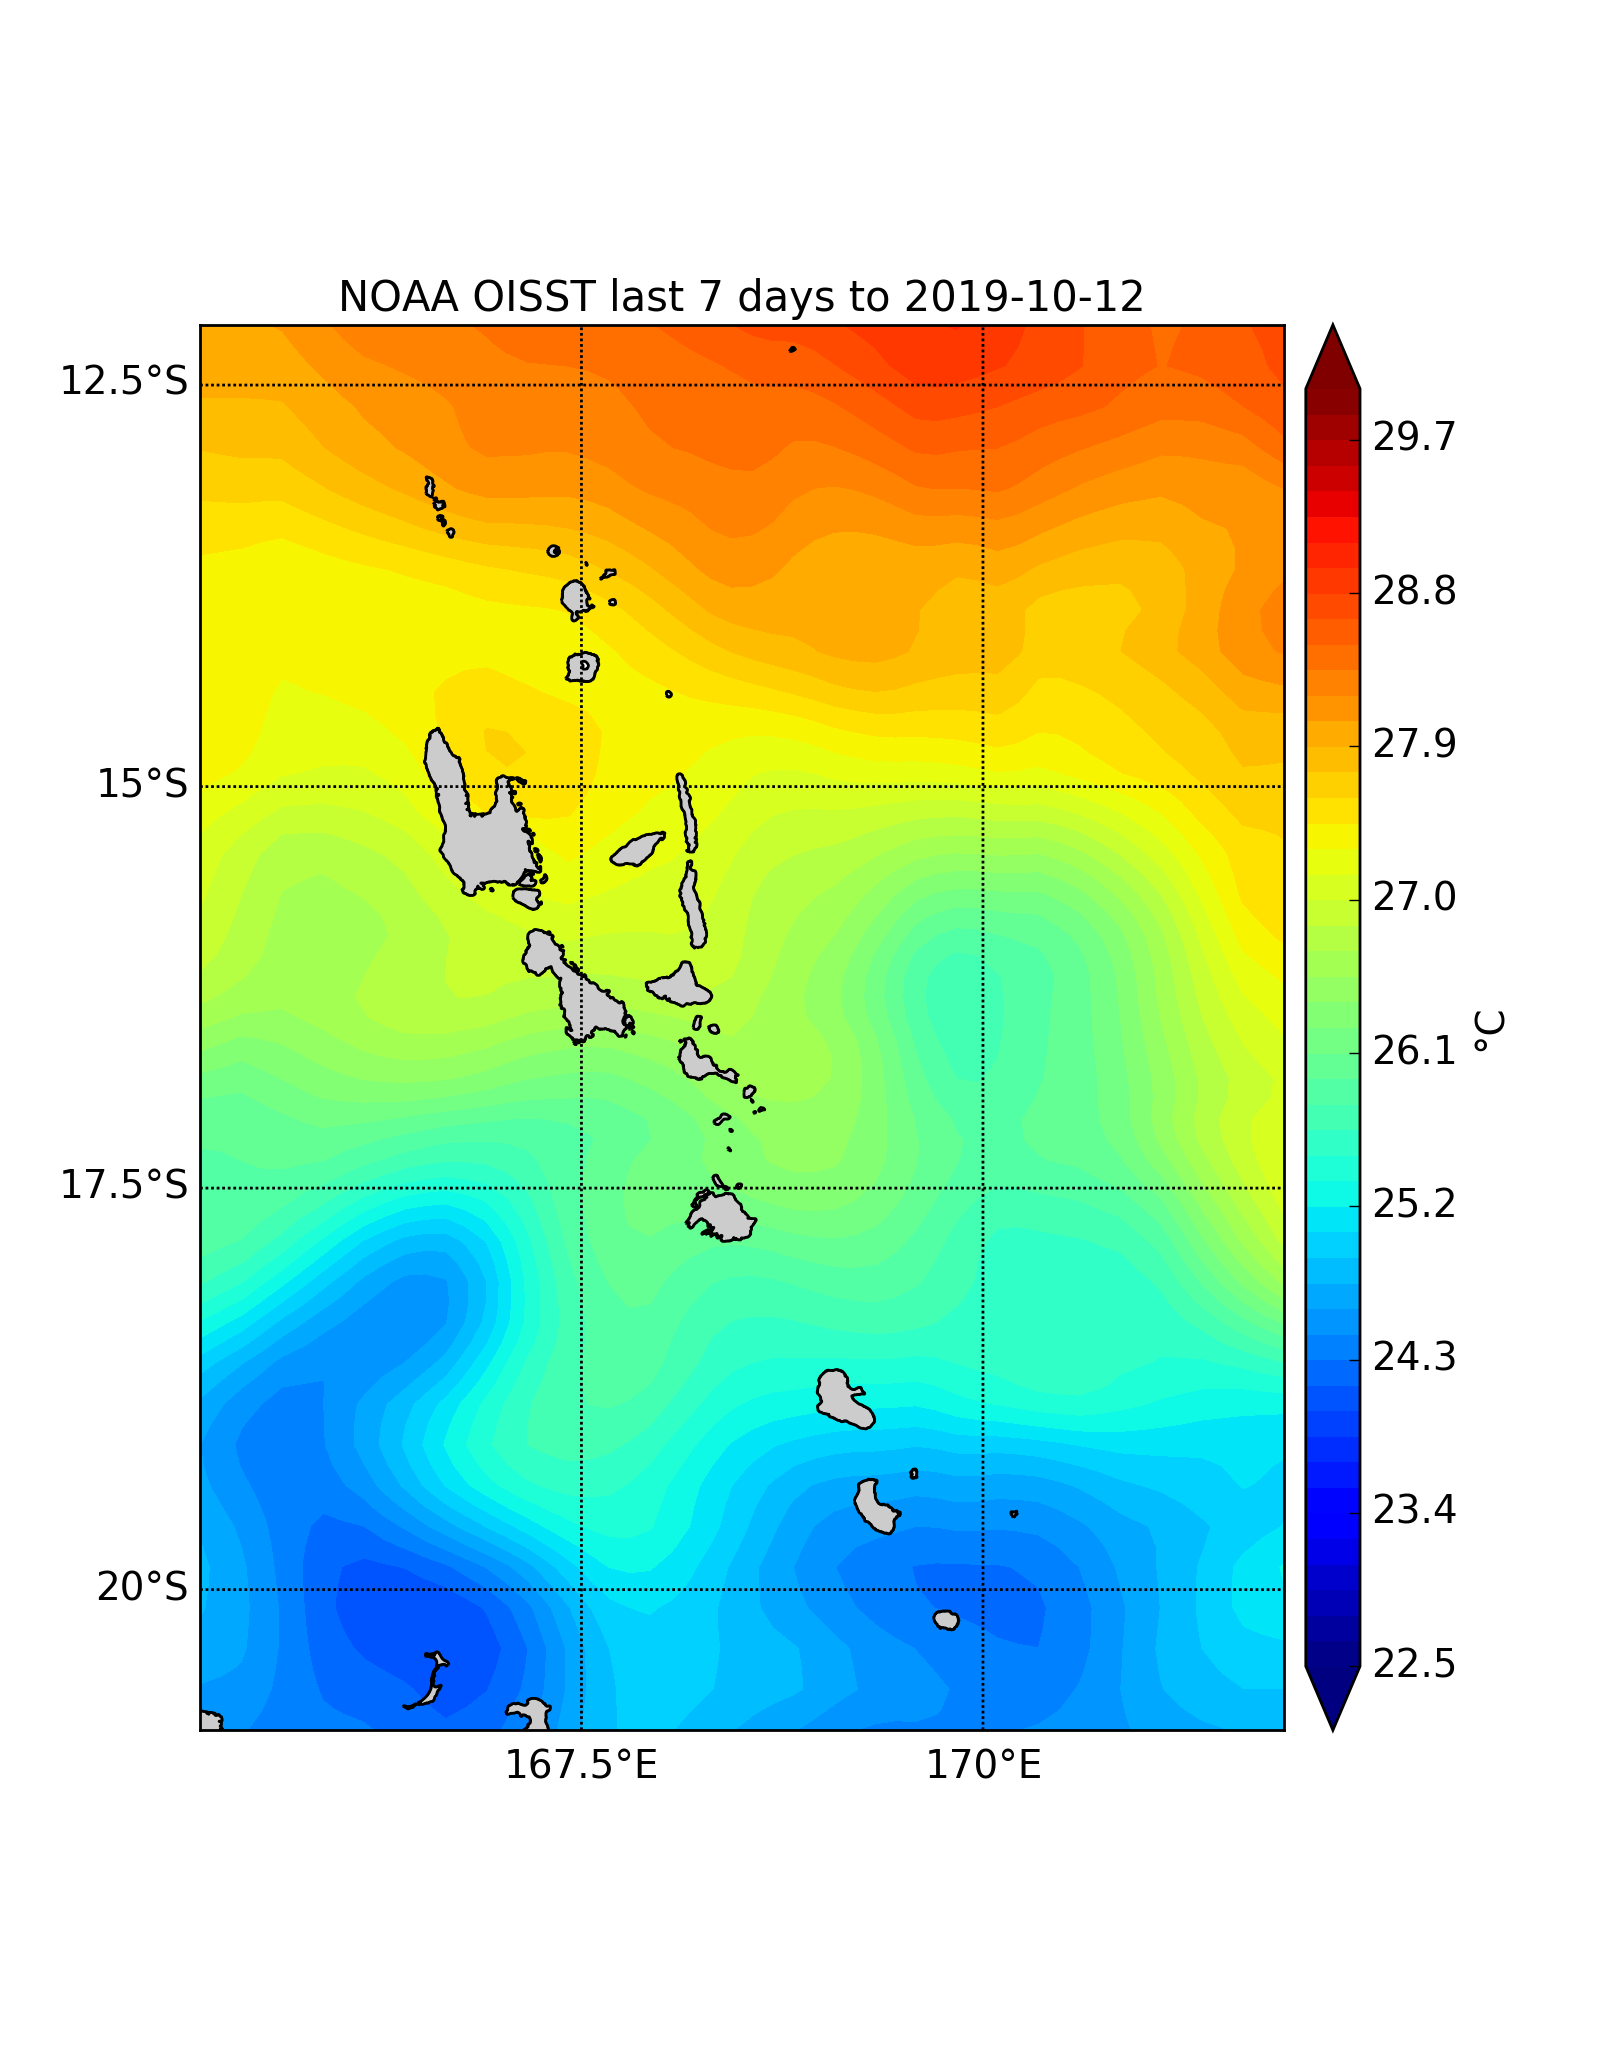 NOAA OISST last 7 days to 2019-10-12
12.5°S
15°S
17.5°S
20°S
167.5°E
170°E
29.7
28.8
27.9
27.0
26.1
25.2
24.3
23.4
22.5
°C